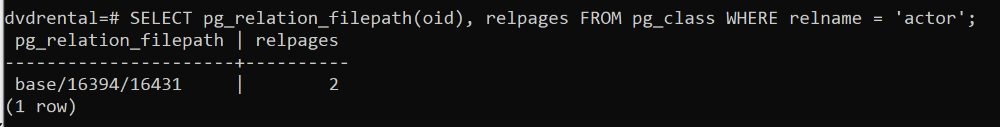 dvdrental=# SELECT pg_relation_filepath(oid), relpages FROM pg_class WHERE relname = 'actor';
 pg_relation_filepath | relpages
----------------------+----------
 base/16394/16431     |        2
(1 row)